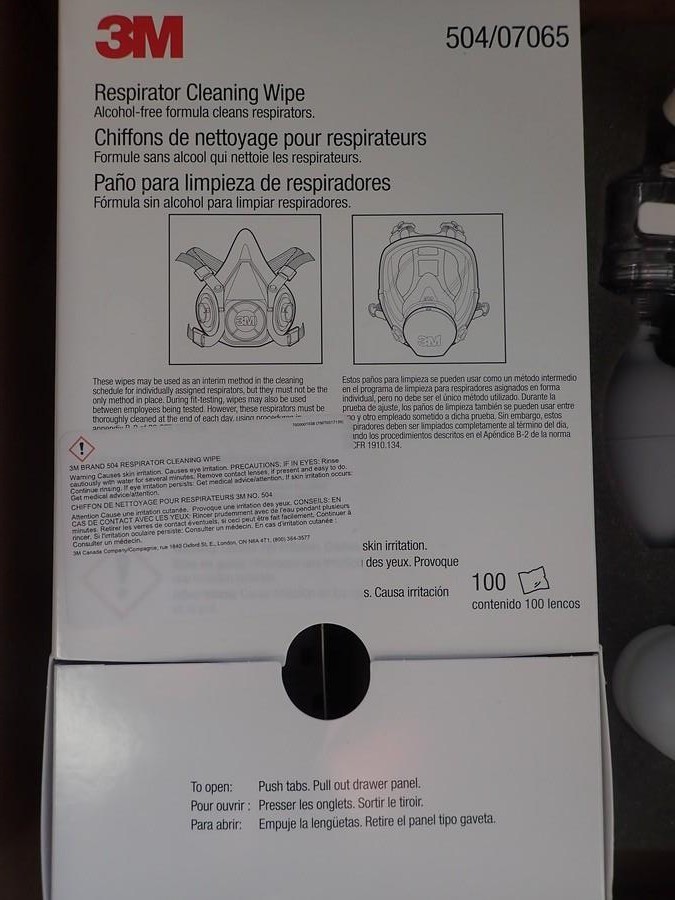 3M
504/07065
Respirator Cleaning Wipe
Alcohol-free formula cleans respirators.
Chiffons de nettoyage pour respirateurs
Formule sans alcool qui nettoie les respirateurs.
Paño para limpieza de respiradores
Fórmula sin alcohol para limpiar respiradores.
3M
3M
These wipes may be used as an interim method in the cleaning
schedule for individually assigned respirators, but they must not be the
only method in place. During fit-testing, wipes may also be used
between employees being tested. However, these respirators must be
thoroughly cleaned at the end of each day, using procedures in
Estos paños para limpieza se pueden usar como un método intermedio
en el programa de limpieza para respiradores asignados en forma
individual, pero no debe ser el único método utilizado. Durante la
prueba de ajuste, los paños de limpieza también se pueden usar entre
no y otro empleado sometido a dicha prueba. Sin embargo, estos
piradores deben ser limpiados completamente al término del día,
ndo los procedimientos descritos en el Apéndice B-2 de la norma
CFR 1910.134.
3M BRAND 504 RESPIRATOR CLEANING WIPE
Warning Causes skin irritation. Causes eye irritation. PRECAUTIONS: IF IN EYES: Rinse
cautiously with water for several minutes. Remove contact lenses, if present and easy to do.
Continue rinsing. If eye irritation persists: Get medical advice/attention. If skin irritation occurs:
Get medical advice/attention.
CHIFFON DE NETTOYAGE POUR RESPIRATEURS 3M NO. 504
Attention Cause une irritation cutanée. Provoque une irritation des yeux. CONSEILS: EN
CAS DE CONTACT AVEC LES YEUX: Rincer prudemment avec de l'eau pendant plusieurs
minutes. Retirer les verres de contact éventuels, si ceci peut être fait facilement. Continuer à
rincer. Si l'irritation oculaire persiste: Consulter un médecin. En cas d'irritation cutanée :
Consulter un médecin.
3M Canada Company/Compagnie, rue 1840 Oxford St. E., London, ON N6A 4T1, (800) 364-3577
skin irritation.
des yeux. Provoque
s. Causa irritación
100
contenido 100 lencos
To open: Push tabs. Pull out drawer panel.
Pour ouvrir : Presser les onglets. Sortir le tiroir.
Para abrir: Empuje la lengüetas. Retire el panel tipo gaveta.